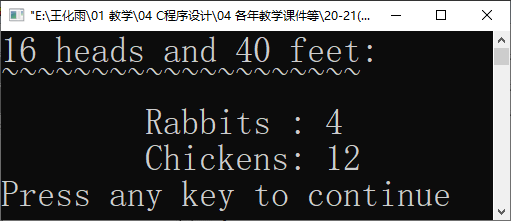 "E:\王化雨\01 教学\04 C程序设计\04 各年教学课件等\20-21(...
16 heads and 40 feet:
~~~~~~~~~~~~~~~~~~~~
Rabbits : 4
Chickens: 12
Press any key to continue